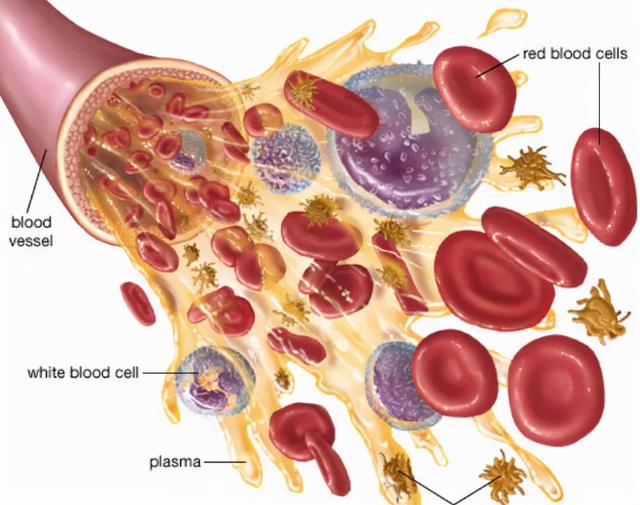 red blood cells
blood
vessel
white blood cell
plasma